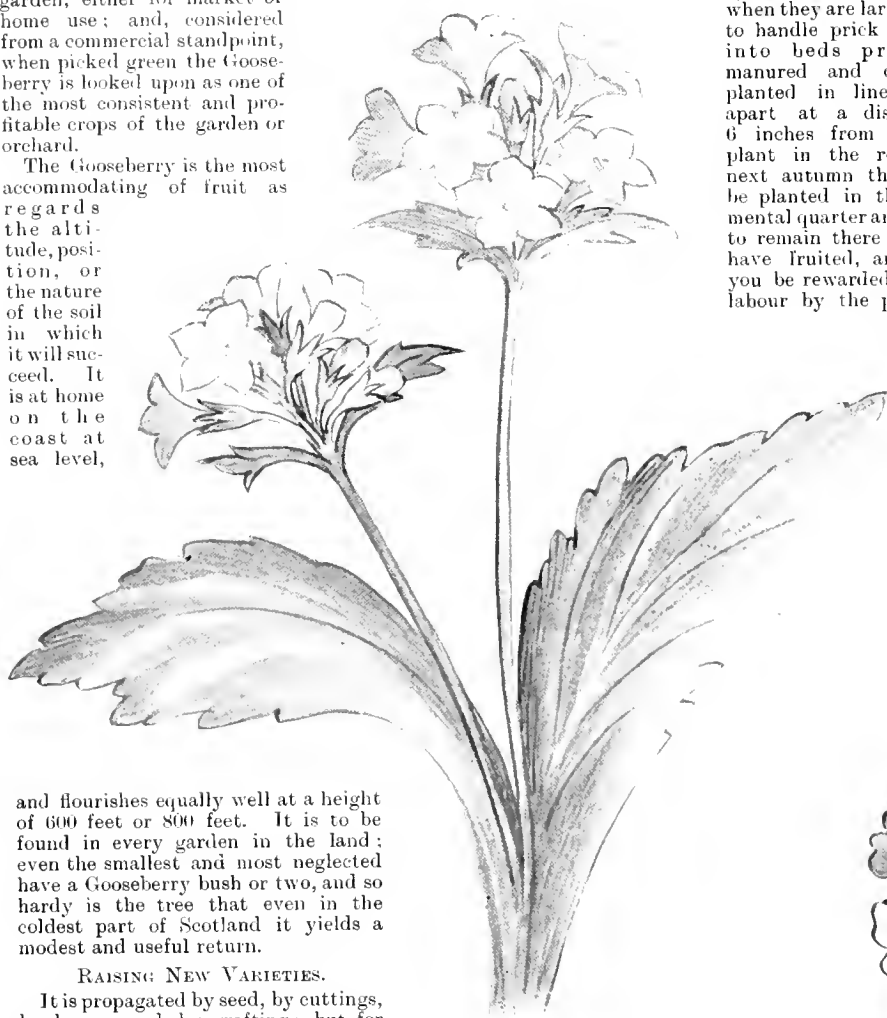 garden, either for market or
home use; and, considered
from a commercial standpoint,
when picked green the Goose-
berry is looked upon as one of
the most consistent and pro-
fitable crops of the garden or
orchard.
The Gooseberry is the most
accommodating of fruit as
regards
the alti-
tude, posi-
tion, or
the nature
of the soil
in which
it will suc-
ceed. It
is at home
on the
coast at
sea level,
and flourishes equally well at a height
of 600 feet or 800 feet. It is to be
found in every garden in the land;
even the smallest and most neglected
have a Gooseberry bush or two, and so
hardy is the tree that even in the
coldest part of Scotland it yields a
modest and useful return.
RAISING NEW VARIETIES.
It is propagated by seed, by cuttings,
when they are lar
to handle prick
into beds pr
manured and
planted in line
apart at a dis
6 inches from
plant in the r
next autumn th
be planted in th
mental quarter ar
to remain there
have fruited, ar
you be rewarded
labour by the p